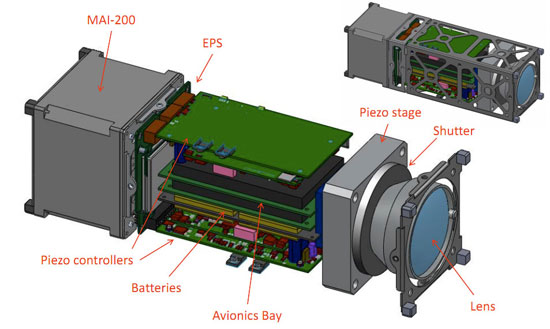 MAI-200
EPS
Piezo stage
Shutter
Piezo controllers
Batteries
Avionics Bay
Lens